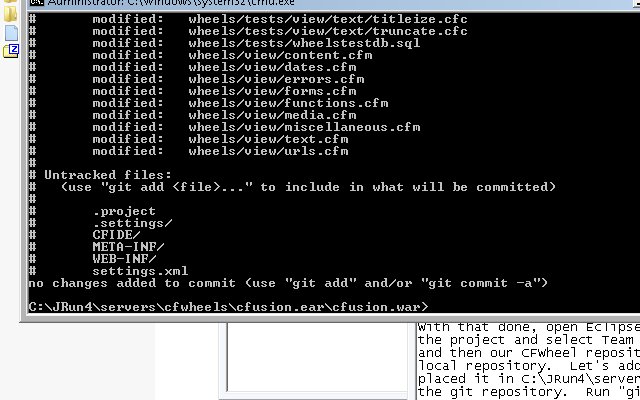 Administrator: C:\Windows\system32\cmd.exe
# modified: wheels/tests/view/text/titleize.cfc
# modified: wheels/tests/view/text/truncate.cfc
# modified: wheels/tests/wheelstestdb.sql
# modified: wheels/view/content.cfm
# modified: wheels/view/dates.cfm
# modified: wheels/view/errors.cfm
# modified: wheels/view/forms.cfm
# modified: wheels/view/functions.cfm
# modified: wheels/view/media.cfm
# modified: wheels/view/miscellaneous.cfm
# modified: wheels/view/text.cfm
# modified: wheels/view/urls.cfm
#
# Untracked files:
# (use "git add <file>..." to include in what will be committed)
#
# .project
# .settings/
# CFIDE/
# META-INF/
# WEB-INF/
# settings.xml
no changes added to commit (use "git add" and/or "git commit -a")
C:\JRun4\servers\cfwheels\cfusion.ear\cfusion.war>
With that done, open Eclipse
the project and select Team
and then our CFWheel reposit
local repository. Let's add
placed it in C:\JRun4\server
the git repository. Run "gi